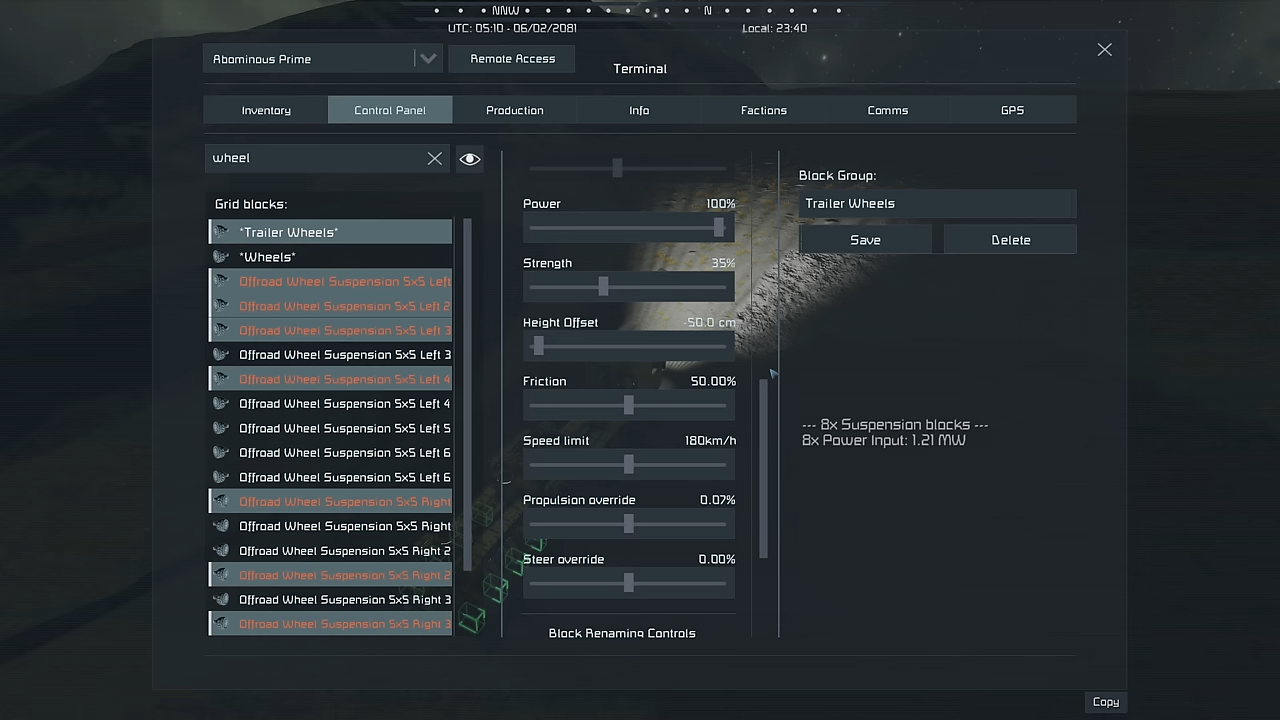 NNW
N
UTC: 05:10 - 06/02/2081
Local: 23:40
Abominous Prime
Remote Access
Terminal
Inventory
Control Panel
Production
Info
Factions
Comms
GPS
wheel
Grid blocks:
*Trailer Wheels*
*Wheels*
Offroad Wheel Suspension 5x5 Left
Offroad Wheel Suspension 5x5 Left 2
Offroad Wheel Suspension 5x5 Left 3
Offroad Wheel Suspension 5x5 Left 3
Offroad Wheel Suspension 5x5 Left 4
Offroad Wheel Suspension 5x5 Left 4
Offroad Wheel Suspension 5x5 Left 5
Offroad Wheel Suspension 5x5 Left 6
Offroad Wheel Suspension 5x5 Left 6
Offroad Wheel Suspension 5x5 Right
Offroad Wheel Suspension 5x5 Right
Offroad Wheel Suspension 5x5 Right 2
Offroad Wheel Suspension 5x5 Right 2
Offroad Wheel Suspension 5x5 Right 3
Offroad Wheel Suspension 5x5 Right 3
Power 100%
Strength 35%
Height Offset -50.0 cm
Friction 50.00%
Speed limit 180km/h
Propulsion override 0.07%
Steer override 0.00%
Block Renaming Controls
Block Group:
Trailer Wheels
Save
Delete
--- 8x Suspension blocks ---
8x Power Input: 1.21 MW
Copy